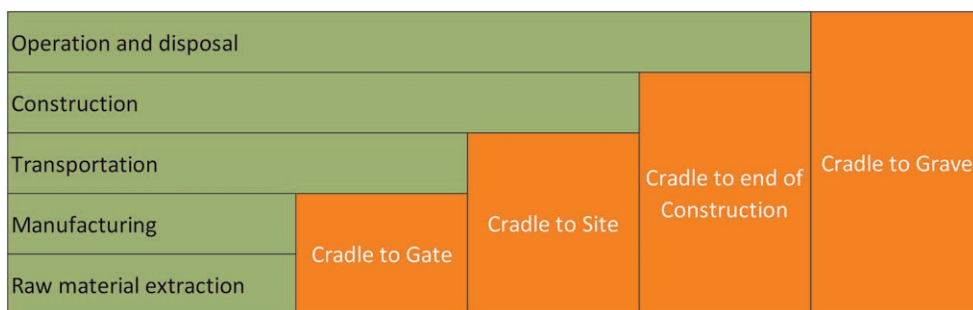 Operation and disposal
Construction
Transportation
Manufacturing
Raw material extraction
Cradle to Gate
Cradle to Site
Cradle to end of
Construction
Cradle to Grave